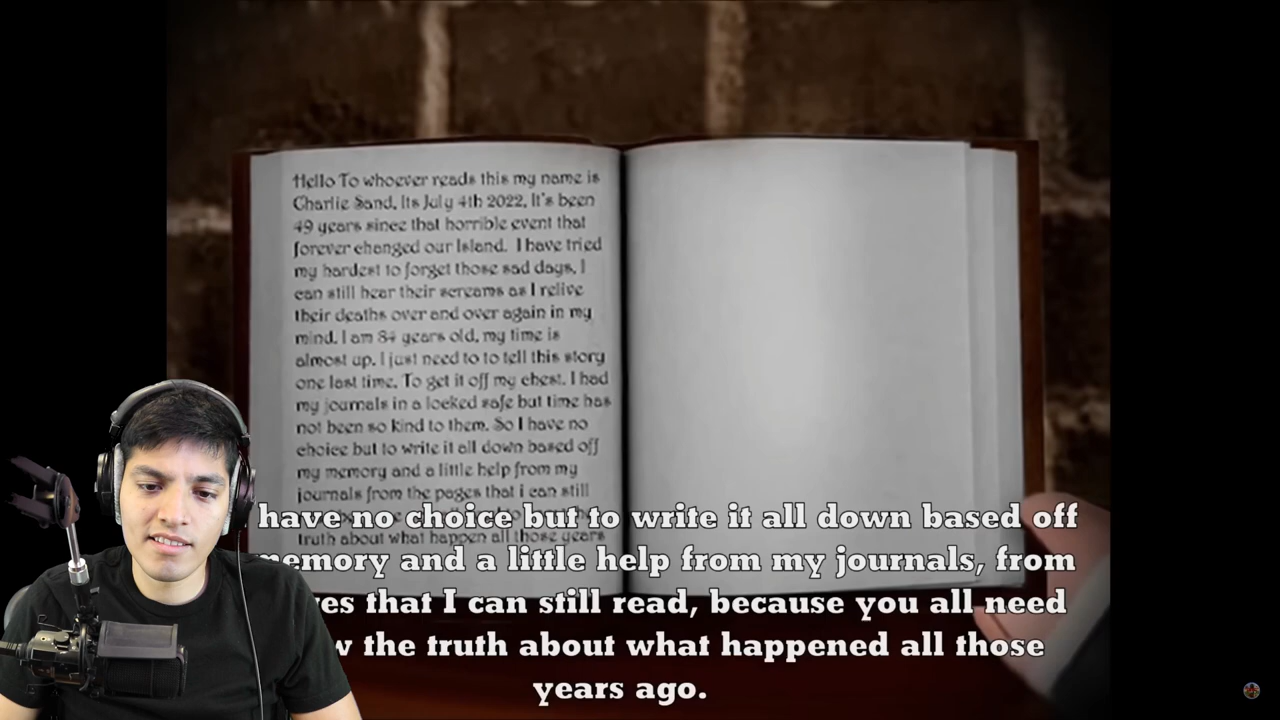 Hello To whoever reads this my name is
Charlie Sand, Its July 4th 2022, It's been
49 years since that horrible event that
forever changed our Island. I have tried
my hardest to forget those sad days, I
can still hear their screams as I relive
their deaths over and over again in my
mind. I am 84 years old, my time is
almost up. I just need to to tell this story
one last time. To get it off my chest. I had
my journals in a locked safe but time has
not been so kind to them. So I have no
choice but to write it all down based off
my memory and a little help from my
journals from the pages that i can still
truth about what happen all those years
have no choice but to write it all down based off
memory and a little help from my journals, from
that I can still read, because you all need
the truth about what happened all those
years ago.